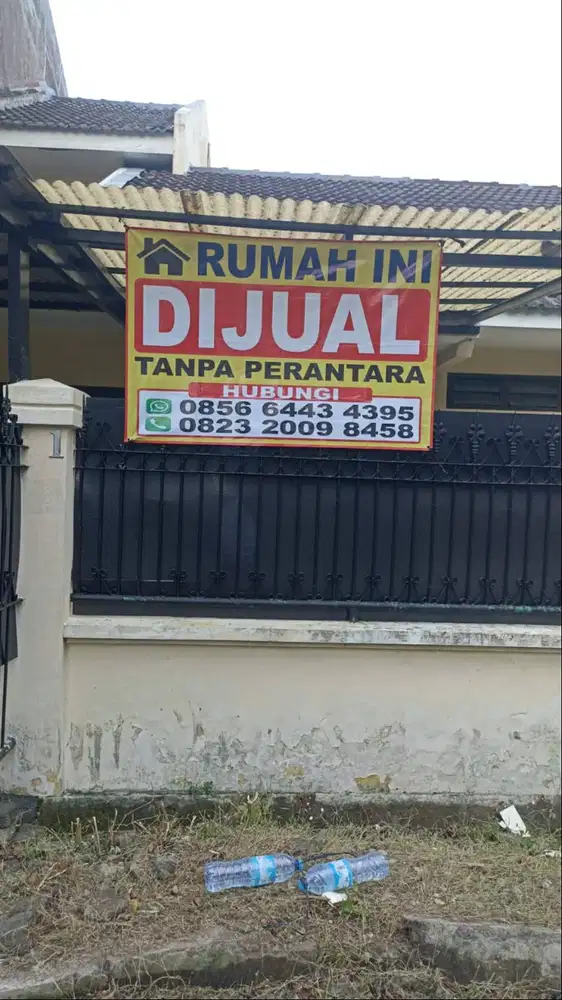 RUMAH INI
DIJUAL
TANPA PERANTARA
HUBUNGI
0856 6443 4395
0823 2009 8458